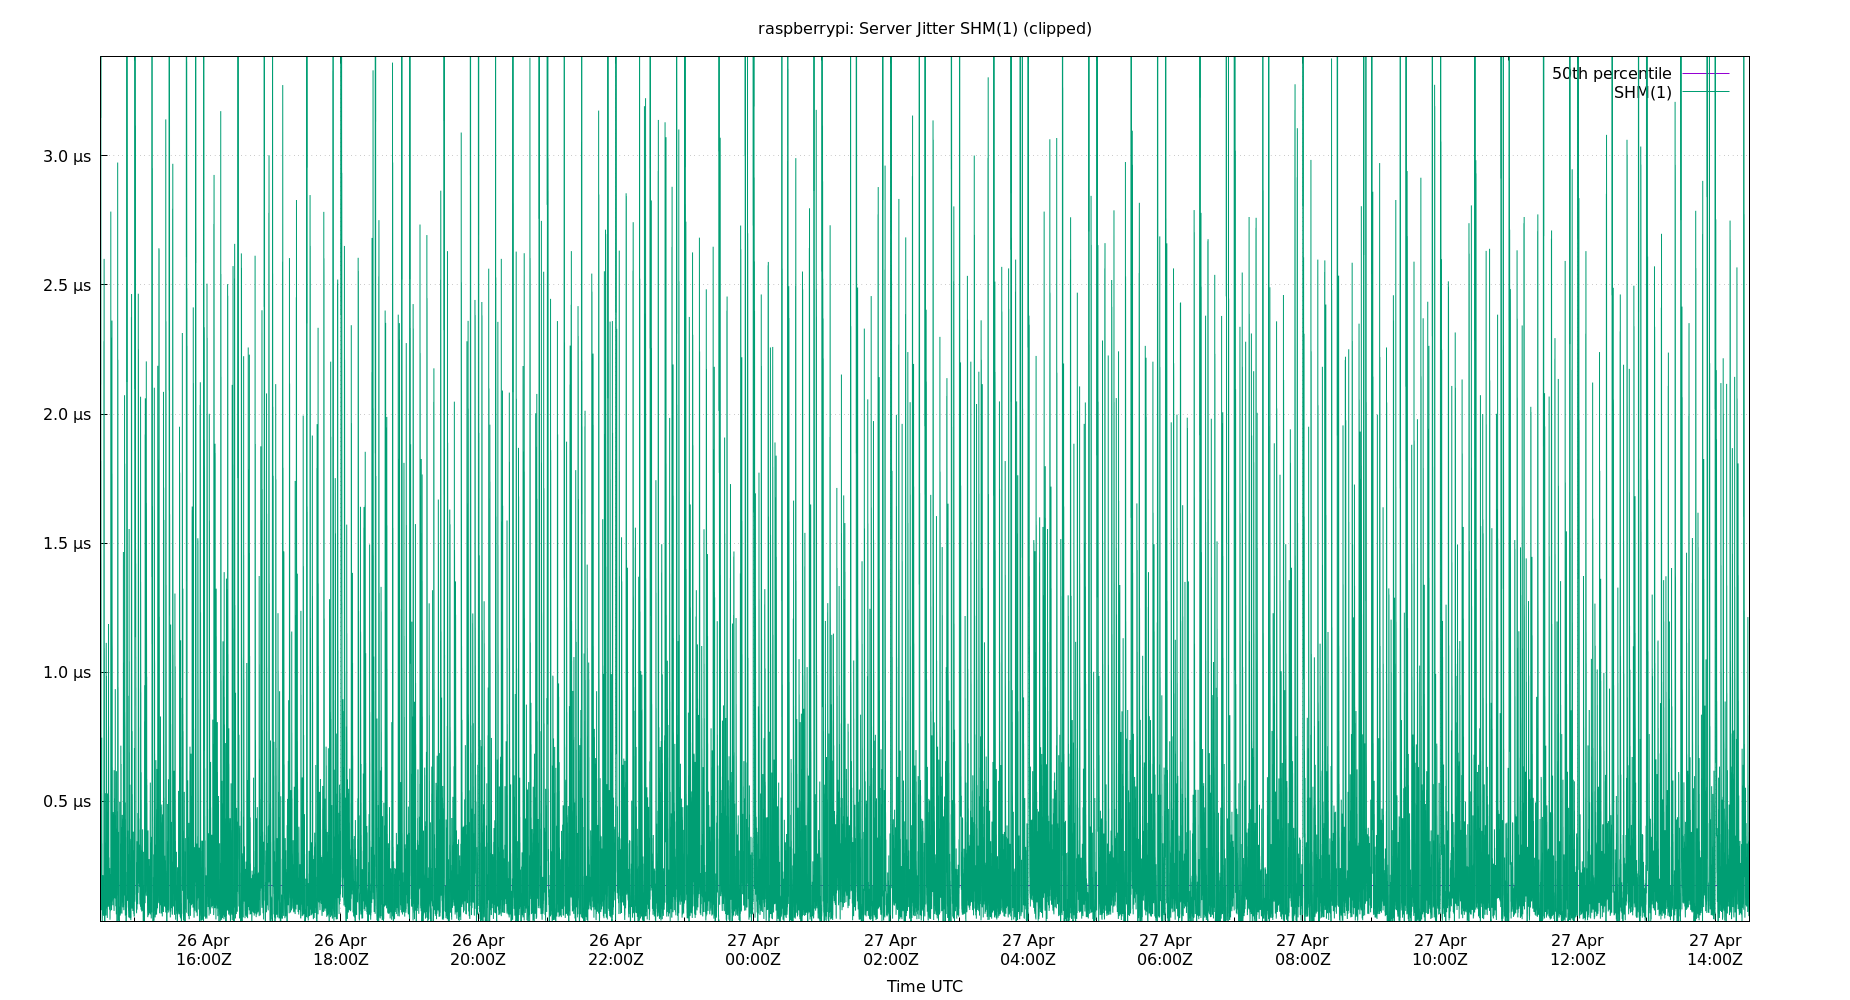 raspberrypi: Server Jitter SHM(1) (clipped)
50th percentile
SHM(1)
3.0 µs
2.5 µs
2.0 µs
1.5 µs
1.0 µs
0.5 µs
26 Apr 26 Apr 26 Apr 26 Apr 27 Apr 27 Apr 27 Apr 27 Apr 27 Apr 27 Apr 27 Apr 27 Apr
16:00Z 18:00Z 20:00Z 22:00Z 00:00Z 02:00Z 04:00Z 06:00Z 08:00Z 10:00Z 12:00Z 14:00Z
Time UTC